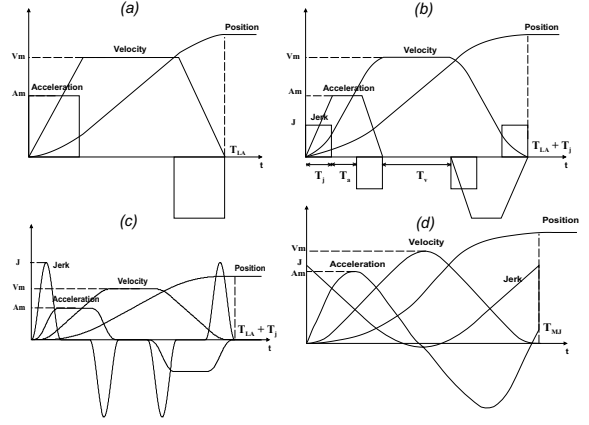 (a)
Position
Vm
Velocity
Acceleration
Am
T_LA
t
(b)
Position
Vm
Velocity
Am
Acceleration
J
Jerk
T_LA + T_j
t
T_j
T_a
T_v
(c)
J
Jerk
Position
Vm
Velocity
Acceleration
Am
T_LA + T_j
t
(d)
Position
Vm
Velocity
J
Acceleration
Am
Jerk
T_MJ
t